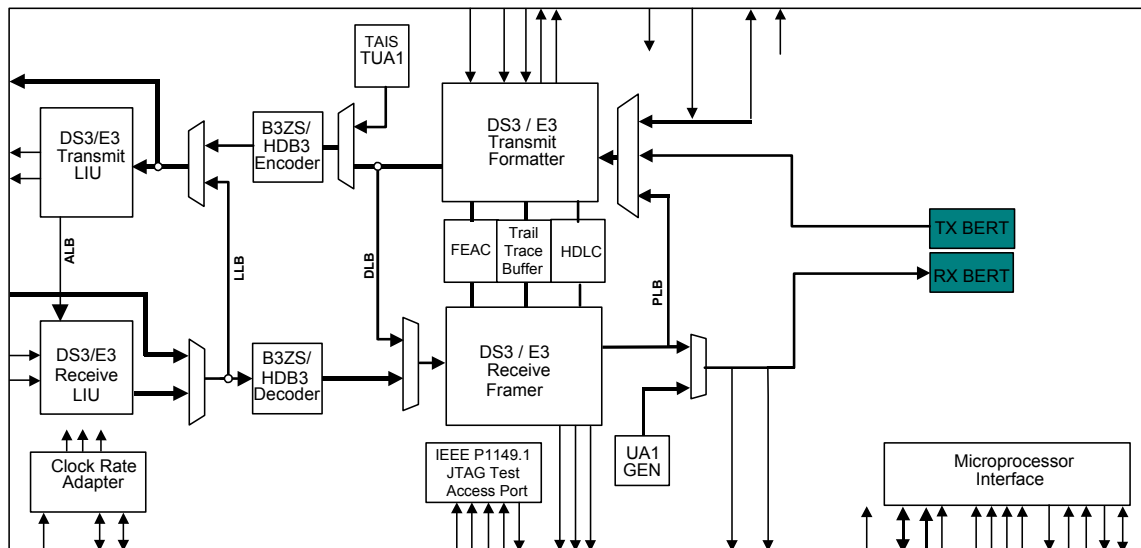 TAIS
TUA1
DS3/E3
Transmit
LIU
B3ZS/
HDB3
Encoder
DS3 / E3
Transmit
Formatter
FEAC
Trail
Trace
Buffer
HDLC
TX BERT
RX BERT
ALB
LLB
DLB
PLB
DS3/E3
Receive
LIU
B3ZS/
HDB3
Decoder
DS3 / E3
Receive
Framer
UA1
GEN
Clock Rate
Adapter
IEEE P1149.1
JTAG Test
Access Port
Microprocessor
Interface